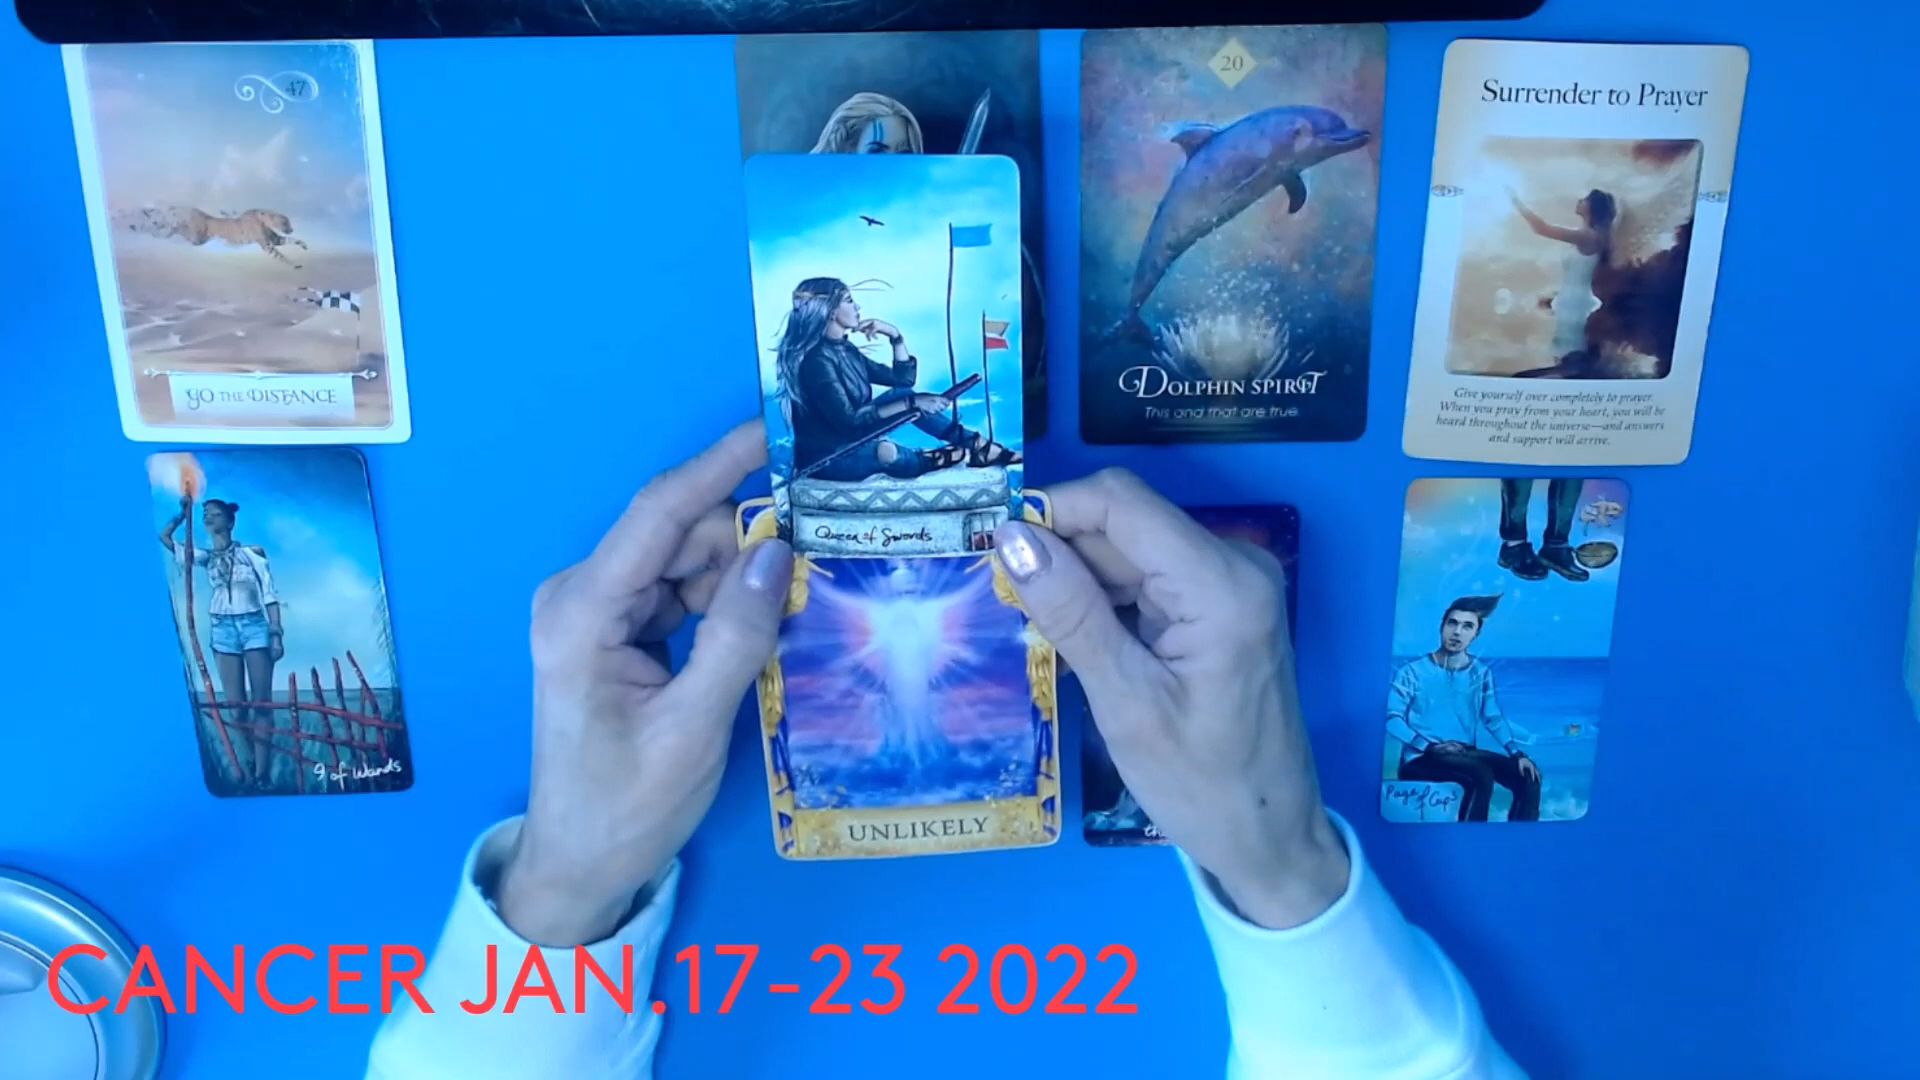 47
GO THE DISTANCE
20
DOLPHIN SPIRIT
This and that are true.
Surrender to Prayer
Give yourself over completely to prayer.
When you pray from your heart, you will be
heard throughout the universe—and answers
and support will arrive.
Queen of Swords
9 of Wands
UNLIKELY
Page of Cups
CANCER JAN.17-23 2022